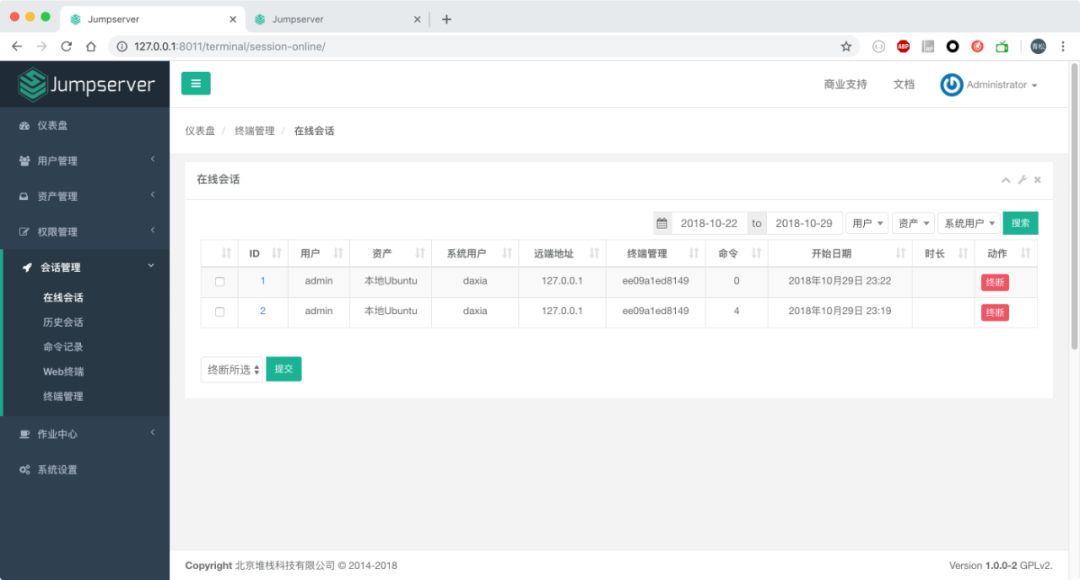 Jumpserver
Jumpserver
127.0.0.1:8011/terminal/session-online/
ABP
青松
Jumpserver
商业支持 文档 Administrator
仪表盘
用户管理
资产管理
权限管理
会话管理
在线会话
历史会话
命令记录
Web终端
终端管理
作业中心
系统设置
仪表盘 / 终端管理 / 在线会话
在线会话
2018-10-22 to 2018-10-29 用户 资产 系统用户 搜索
ID 用户 资产 系统用户 远端地址 终端管理 命令 开始日期 时长 动作
1 admin 本地Ubuntu daxia 127.0.0.1 ee09a1ed8149 0 2018年10月29日 23:22 终断
2 admin 本地Ubuntu daxia 127.0.0.1 ee09a1ed8149 4 2018年10月29日 23:19 终断
终断所选 提交
Copyright 北京堆栈科技有限公司 © 2014-2018
Version 1.0.0-2 GPLv2.